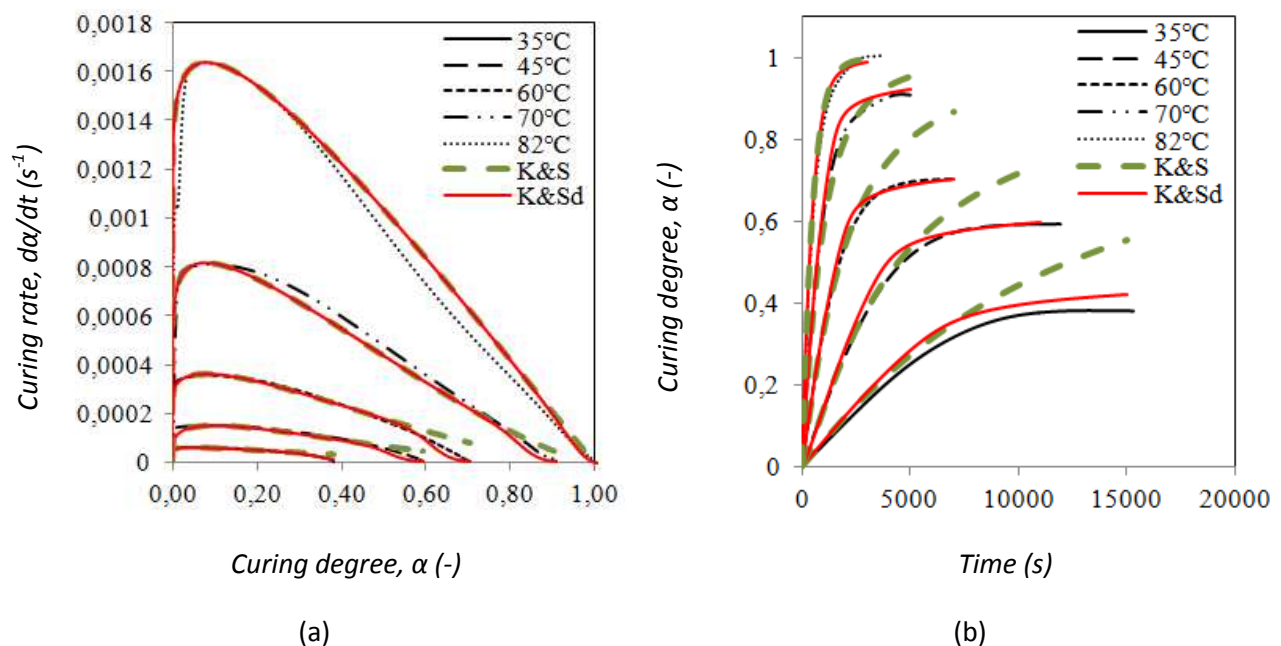 0,0018
0,0016
0,0014
0,0012
0,001
0,0008
0,0006
0,0004
0,0002
0
Curing rate, dα/dt (s⁻¹)
35°C
45°C
60°C
70°C
82°C
K&S
K&Sd
0,00 0,20 0,40 0,60 0,80 1,00
Curing degree, α (-)
(a)
1
0,8
0,6
0,4
0,2
0
Curing degree, α (-)
35°C
45°C
60°C
70°C
82°C
K&S
K&Sd
0 5000 10000 15000 20000
Time (s)
(b)